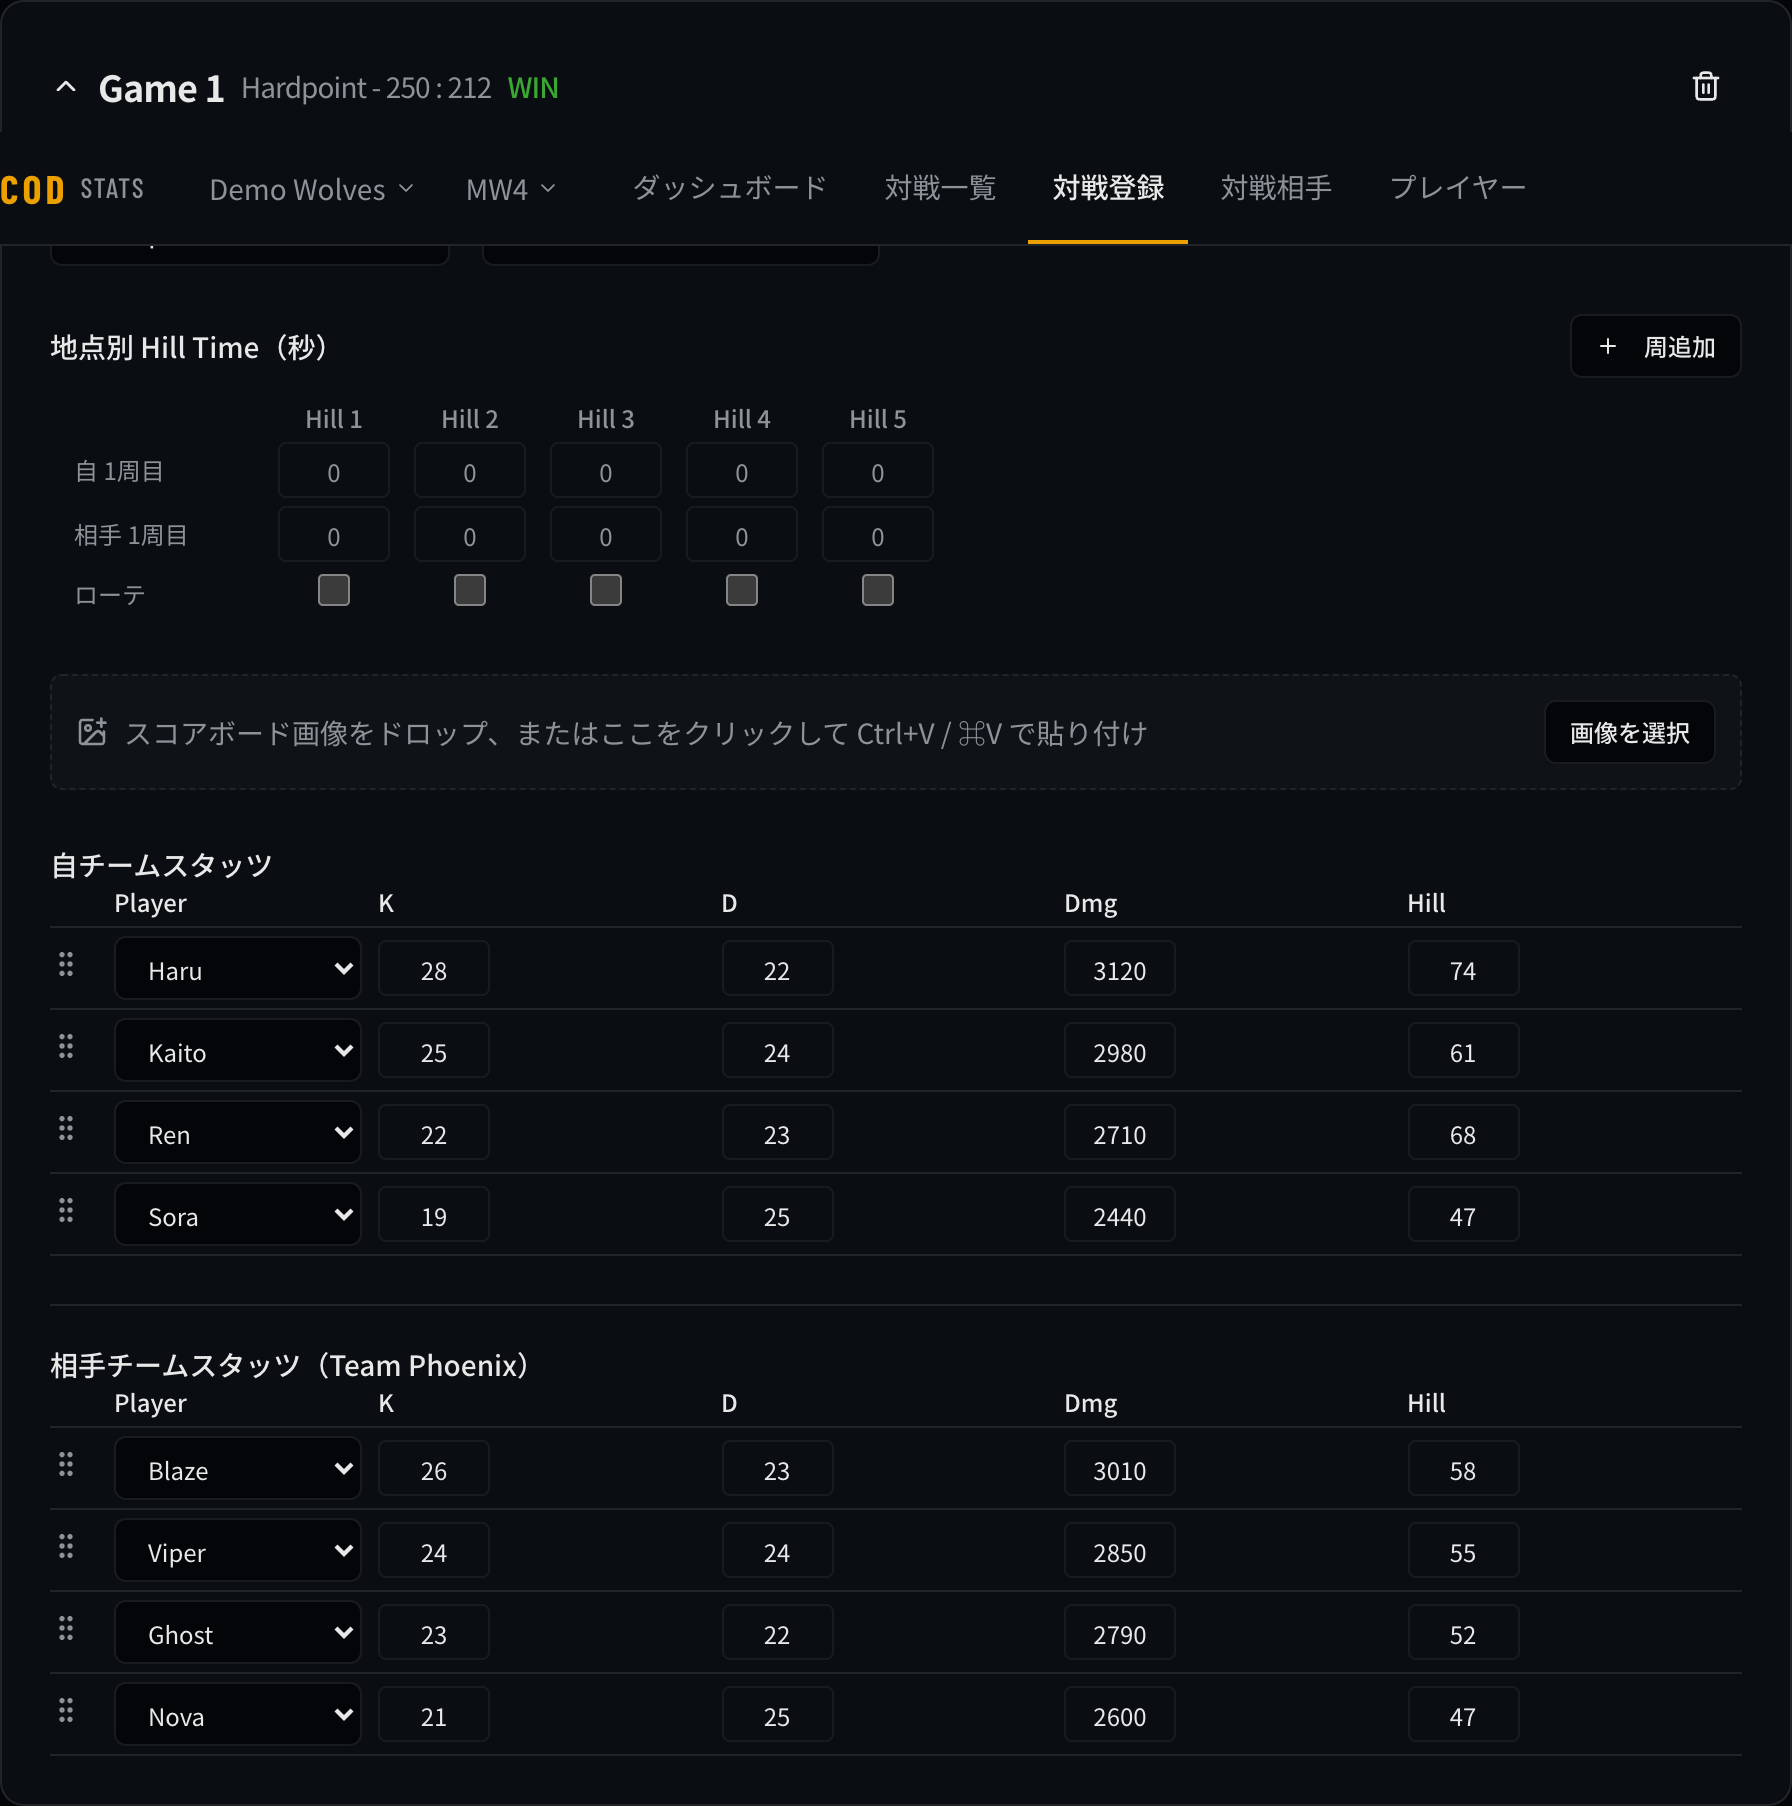 Game 1 Hardpoint - 250 : 212 WIN
COD STATS Demo Wolves MW4 ダッシュボード 対戦一覧 対戦登録 対戦相手 プレイヤー
地点別 Hill Time（秒） + 周追加
Hill 1 Hill 2 Hill 3 Hill 4 Hill 5
自 1周目 0 0 0 0 0
相手 1周目 0 0 0 0 0
ローテ
スコアボード画像をドロップ、またはここをクリックして Ctrl+V / ⌘V で貼り付け 画像を選択
自チームスタッツ
Player K D Dmg Hill
Haru 28 22 3120 74
Kaito 25 24 2980 61
Ren 22 23 2710 68
Sora 19 25 2440 47
相手チームスタッツ（Team Phoenix）
Player K D Dmg Hill
Blaze 26 23 3010 58
Viper 24 24 2850 55
Ghost 23 22 2790 52
Nova 21 25 2600 47